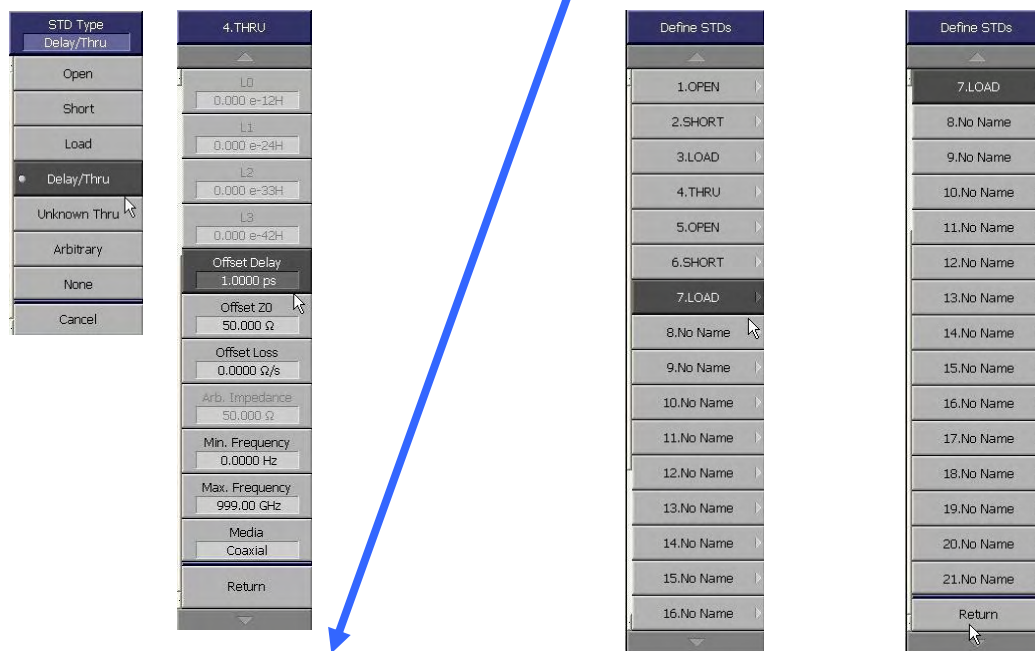 STD Type
Delay/Thru
Open
Short
Load
Delay/Thru
Unknown Thru
Arbitrary
None
Cancel
4.THRU
L0
0.000 e-12H
L1
0.000 e-24H
L2
0.000 e-33H
L3
0.000 e-42H
Offset Delay
1.0000 ps
Offset Z0
50.000 Ω
Offset Loss
0.0000 Ω/s
Arb. Impedance
50.000 Ω
Min. Frequency
0.0000 Hz
Max. Frequency
999.00 GHz
Media
Coaxial
Return
Define STDs
1.OPEN
2.SHORT
3.LOAD
4.THRU
5.OPEN
6.SHORT
7.LOAD
8.No Name
9.No Name
10.No Name
11.No Name
12.No Name
13.No Name
14.No Name
15.No Name
16.No Name
Define STDs
7.LOAD
8.No Name
9.No Name
10.No Name
11.No Name
12.No Name
13.No Name
14.No Name
15.No Name
16.No Name
17.No Name
18.No Name
19.No Name
20.No Name
21.No Name
Return